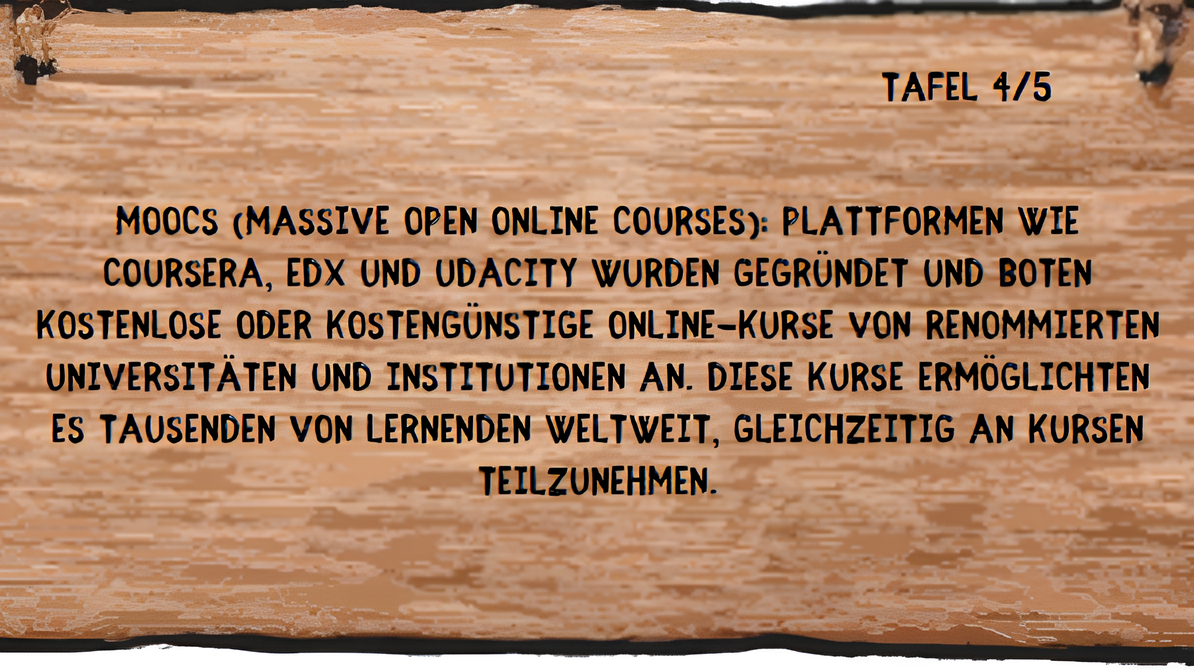 TAFEL 4/5
MOOCS (MASSIVE OPEN ONLINE COURSES): PLATTFORMEN WIE
COURSERA, EDX UND UDACITY WURDEN GEGRÜNDET UND BOTEN
KOSTENLOSE ODER KOSTENGÜNSTIGE ONLINE-KURSE VON RENOMMIERTEN
UNIVERSITÄTEN UND INSTITUTIONEN AN. DIESE KURSE ERMÖGLICHTEN
ES TAUSENDEN VON LERNENDEN WELTWEIT, GLEICHZEITIG AN KURSEN
TEILZUNEHMEN.